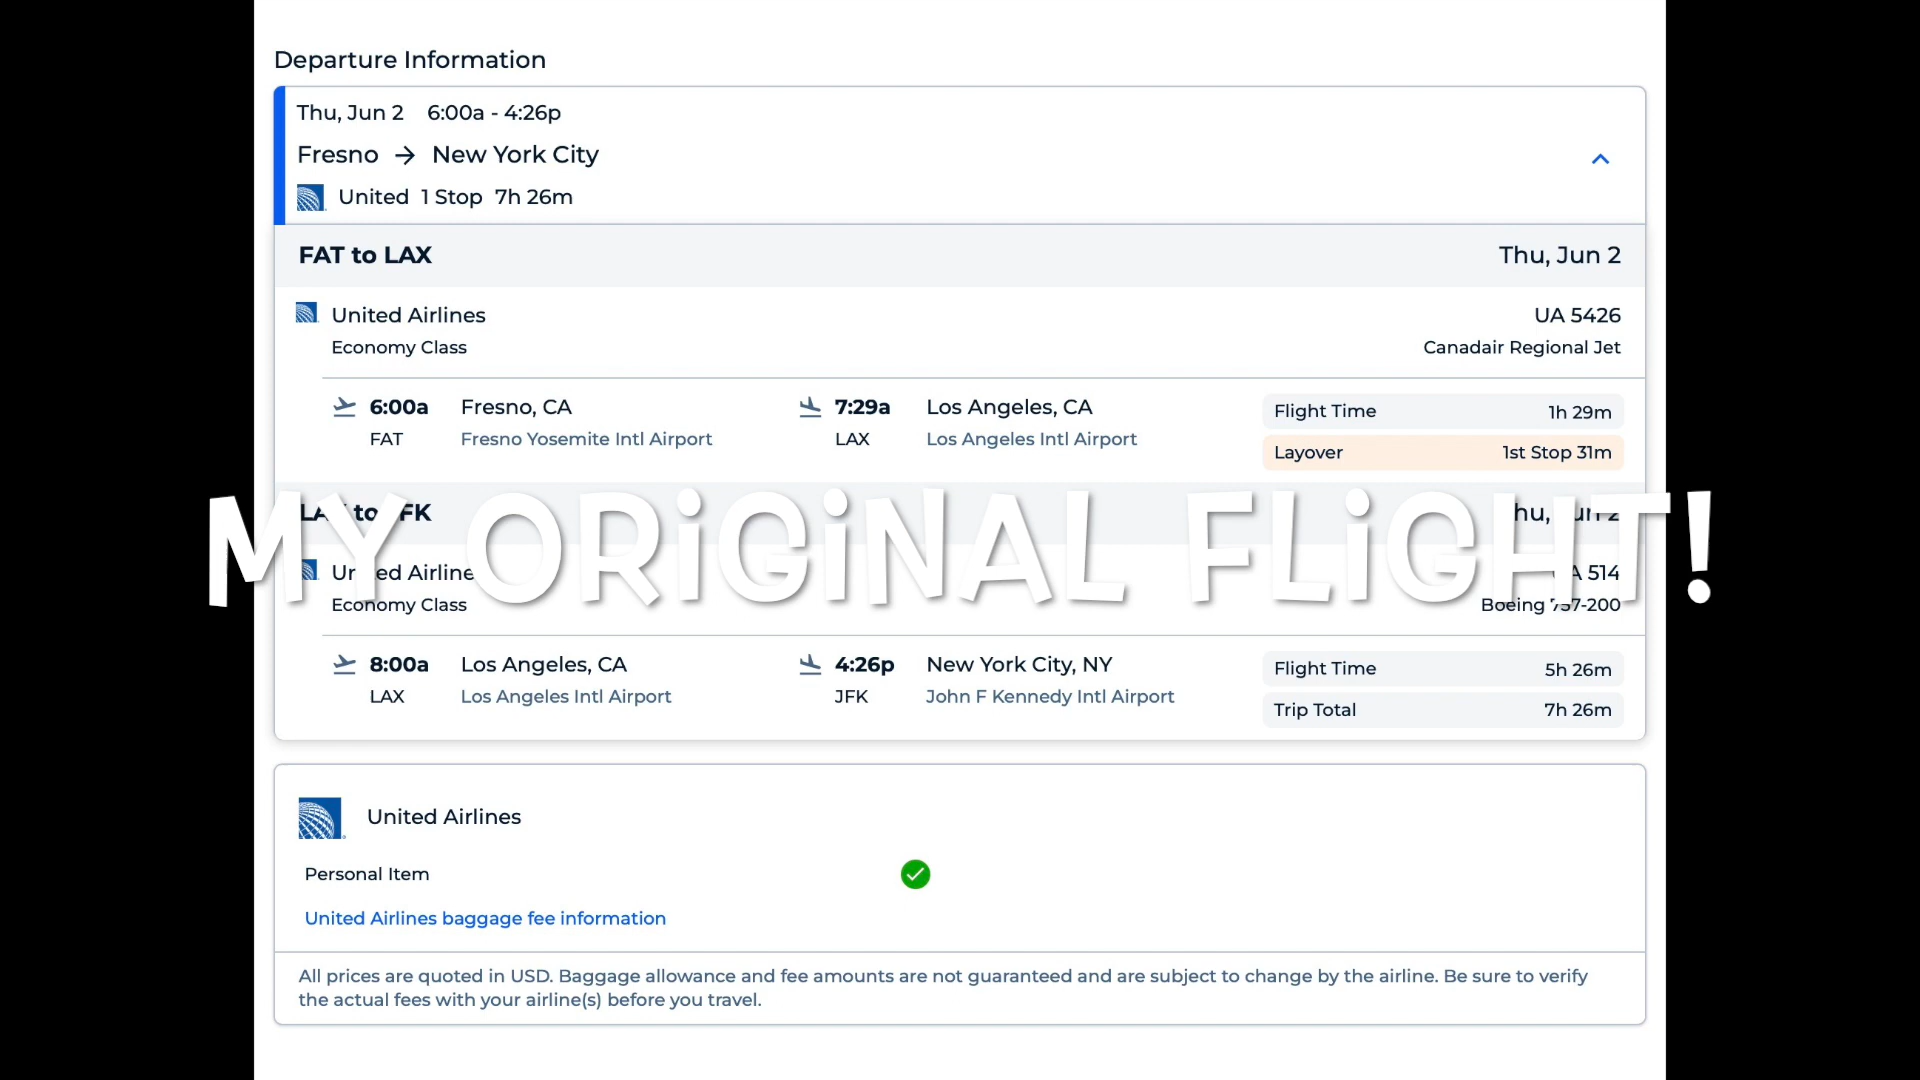 Departure Information
Thu, Jun 2 6:00a - 4:26p
Fresno → New York City
United 1 Stop 7h 26m
FAT to LAX Thu, Jun 2
United Airlines UA 5426
Economy Class Canadair Regional Jet
6:00a Fresno, CA 7:29a Los Angeles, CA Flight Time 1h 29m
FAT Fresno Yosemite Intl Airport LAX Los Angeles Intl Airport
Layover 1st Stop 31m
MY ORiGiNAL FLiGHT!
to Jun 2
514
Economy Class Boeing 757-200
8:00a Los Angeles, CA 4:26p New York City, NY Flight Time 5h 26m
LAX Los Angeles Intl Airport JFK John F Kennedy Intl Airport
Trip Total 7h 26m
United Airlines
Personal Item
United Airlines baggage fee information
All prices are quoted in USD. Baggage allowance and fee amounts are not guaranteed and are subject to change by the airline. Be sure to verify
the actual fees with your airline(s) before you travel.